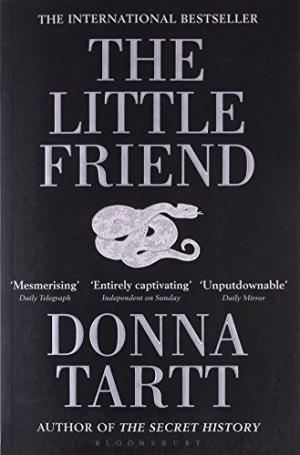 THE INTERNATIONAL BESTSELLER
THE
LITTLE
FRIEND
‘Mesmerising’ ‘Entirely captivating’ ‘Unputdownable’
Daily Telegraph Independent on Sunday Daily Mirror
DONNA
TARTT
AUTHOR OF THE SECRET HISTORY
BLOOMSBURY